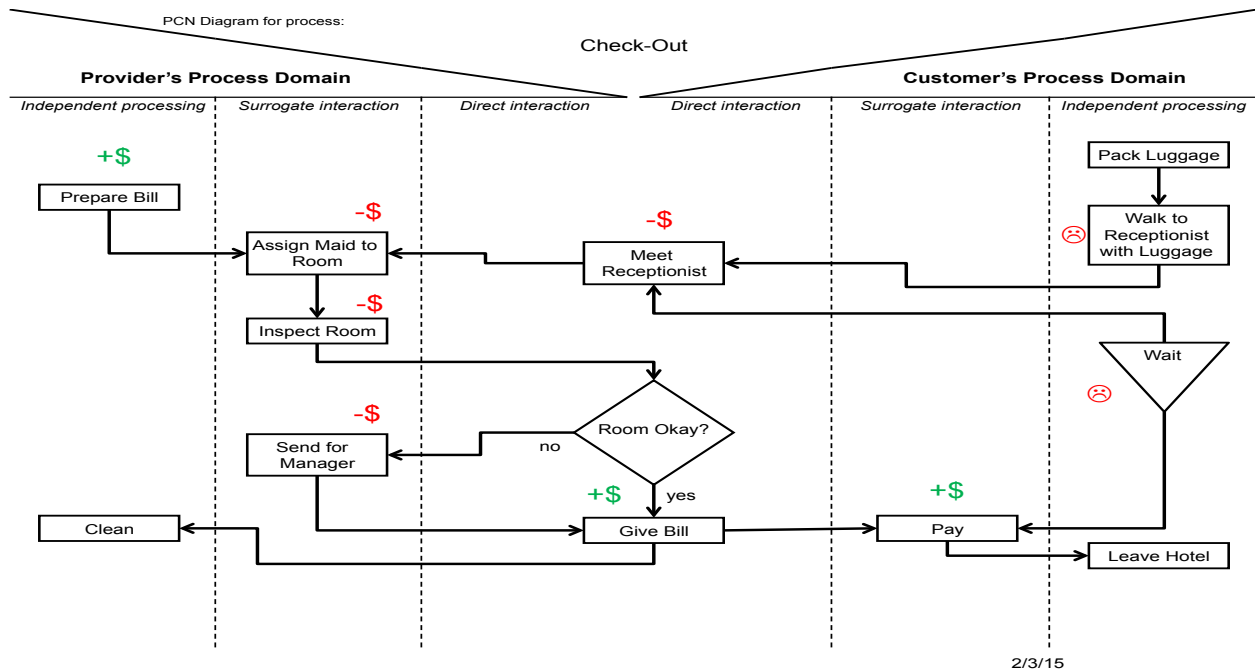 PCN Diagram for process:
Check-Out
Provider's Process Domain
Customer's Process Domain
Independent processing
Surrogate interaction
Direct interaction
Direct interaction
Surrogate interaction
Independent processing
+$
Pack Luggage
Prepare Bill
-$
-$
Walk to
Receptionist
with Luggage
Assign Maid to
Room
Meet
Receptionist
-$
Inspect Room
Wait
-$
Room Okay?
Send for
Manager
no
+$
yes
+$
Clean
Give Bill
Pay
Leave Hotel
2/3/15